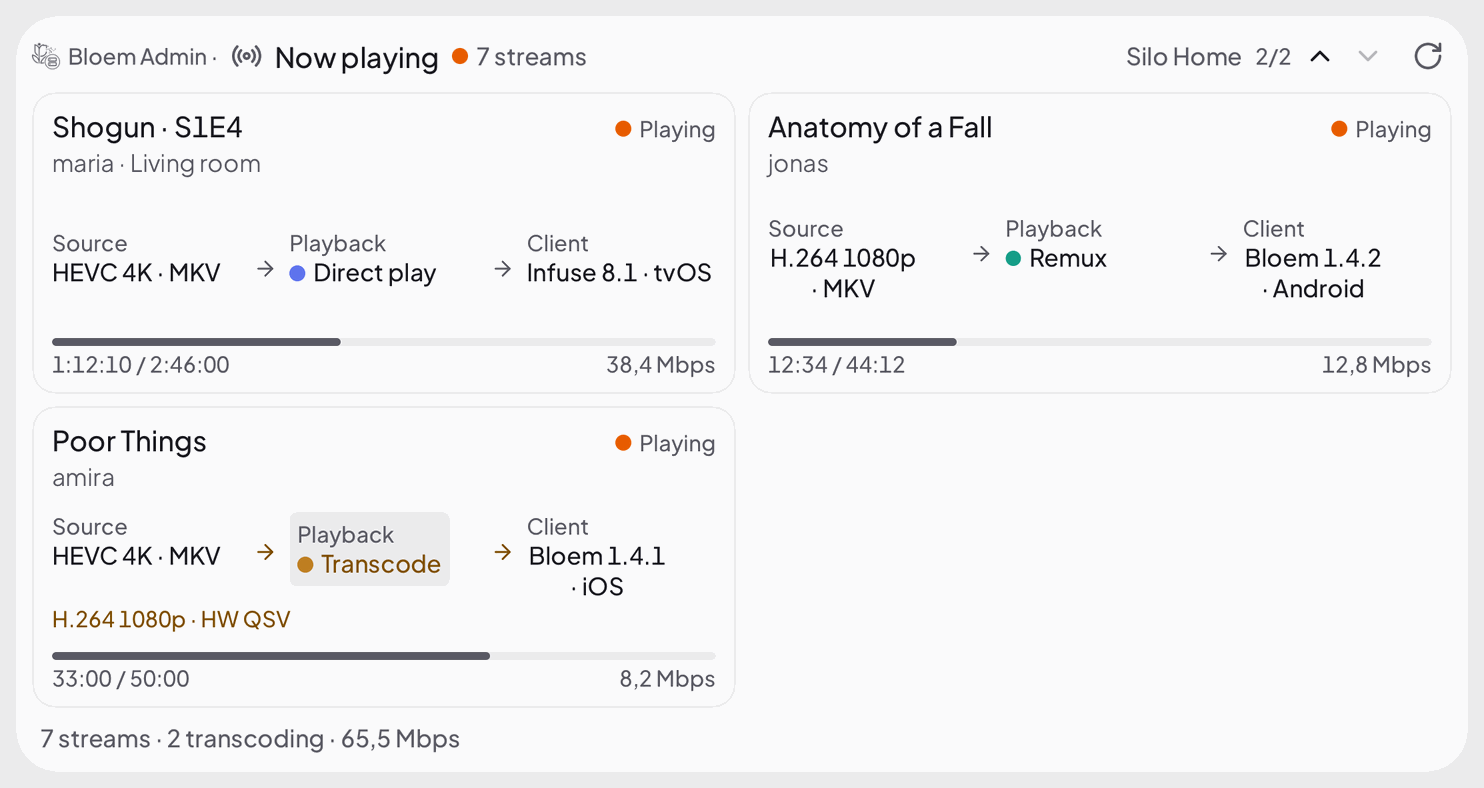 Bloem Admin · Now playing 7 streams Silo Home 2/2
Shogun · S1E4 Playing
maria · Living room
Source Playback Client
HEVC 4K · MKV → Direct play → Infuse 8.1 · tvOS
1:12:10 / 2:46:00 38,4 Mbps
Anatomy of a Fall Playing
jonas
Source Playback Client
H.264 1080p → Remux → Bloem 1.4.2
· MKV · Android
12:34 / 44:12 12,8 Mbps
Poor Things Playing
amira
Source Playback Client
HEVC 4K · MKV → Transcode → Bloem 1.4.1
· iOS
H.264 1080p · HW QSV
33:00 / 50:00 8,2 Mbps
7 streams · 2 transcoding · 65,5 Mbps